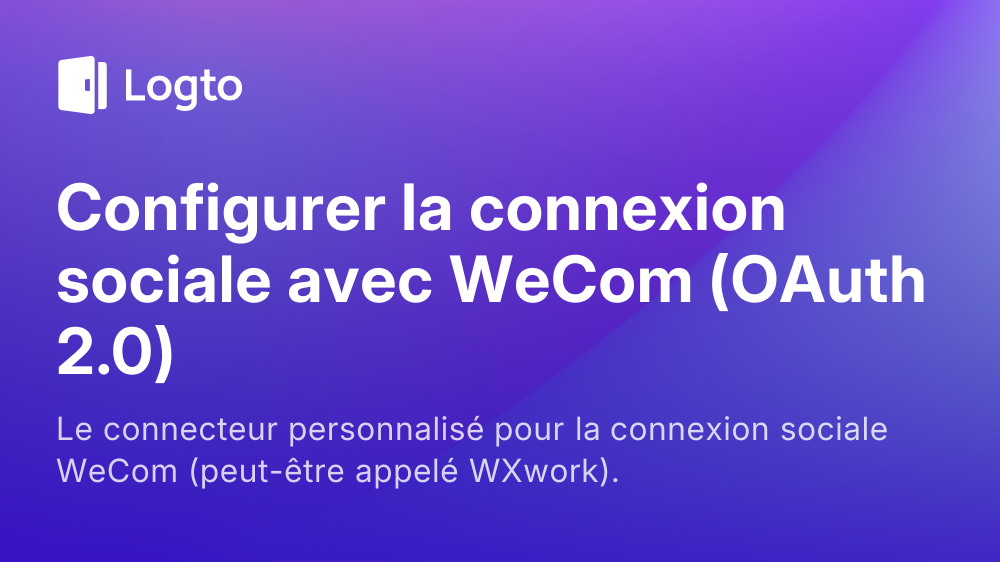 Logto
Configurer la connexion
sociale avec WeCom (OAuth
2.0)
Le connecteur personnalisé pour la connexion sociale
WeCom (peut-être appelé WXwork).